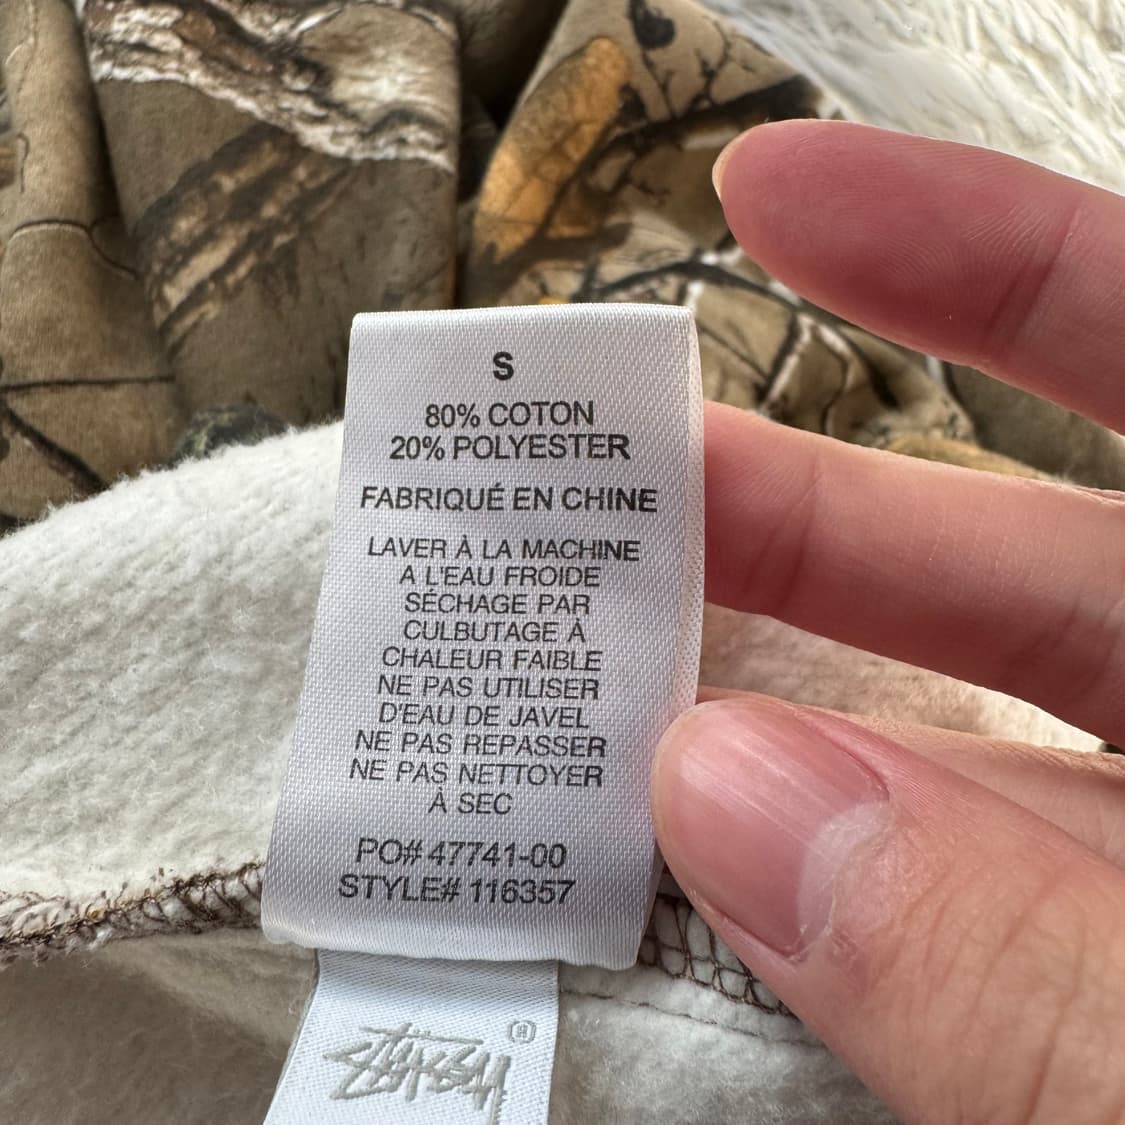 S
80% COTON
20% POLYESTER
FABRIQUÉ EN CHINE
LAVER À LA MACHINE
A L'EAU FROIDE
SÉCHAGE PAR
CULBUTAGE À
CHALEUR FAIBLE
NE PAS UTILISER
D'EAU DE JAVEL
NE PAS REPASSER
NE PAS NETTOYER
À SEC
PO# 47741-00
STYLE# 116357
Stüssy ®